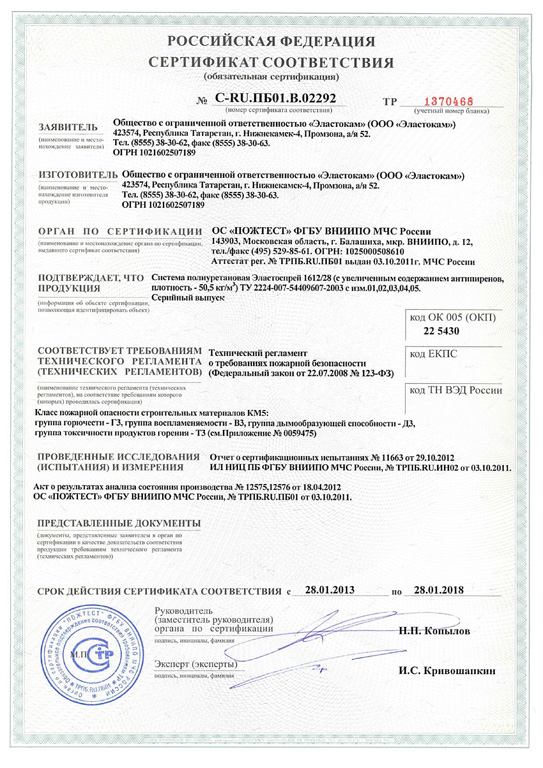 РОССИЙСКАЯ ФЕДЕРАЦИЯ
СЕРТИФИКАТ СООТВЕТСТВИЯ
(обязательная сертификация)
№ C-RU.ПБ01.В.02292
(номер сертификата соответствия)
ТР 1370468
(учетный номер бланка)
ЗАЯВИТЕЛЬ
(наименование и место-
нахождение заявителя)
Общество с ограниченной ответственностью «Эластокам» (ООО «Эластокам»)
423574, Республика Татарстан, г. Нижнекамск-4, Промзона, а/я 52.
Тел. (8555) 38-30-62, факс (8555) 38-30-63.
ОГРН 1021602507189
ИЗГОТОВИТЕЛЬ
(наименование и место-
нахождение изготовителя
продукции)
Общество с ограниченной ответственностью «Эластокам» (ООО «Эластокам»)
423574, Республика Татарстан, г. Нижнекамск-4, Промзона, а/я 52.
Тел. (8555) 38-30-62, факс (8555) 38-30-63.
ОГРН 1021602507189
ОРГАН ПО СЕРТИФИКАЦИИ
(наименование и местонахождение органа по сертификации,
выдавшего сертификат соответствия)
ОС «ПОЖТЕСТ» ФГБУ ВНИИПО МЧС России
143903, Московская область, г. Балашиха, мкр. ВНИИПО, д. 12,
тел./факс (495) 529-85-61. ОГРН: 1025000508610
Аттестат рег. № ТРПБ.RU.ПБ01 выдан 03.10.2011г. МЧС России
ПОДТВЕРЖДАЕТ, ЧТО
ПРОДУКЦИЯ
(информация об объекте сертификации,
позволяющая идентифицировать объект)
Система полиуретановая Эластоспрей 1612/28 (с увеличенным содержанием антипиренов,
плотность - 50,5 кг/м³) ТУ 2224-007-54409607-2003 с изм.01,02,03,04,05.
Серийный выпуск
код ОК 005 (ОКП)
22 5430
код ЕКПС
код ТН ВЭД России
СООТВЕТСТВУЕТ ТРЕБОВАНИЯМ
ТЕХНИЧЕСКОГО РЕГЛАМЕНТА
(ТЕХНИЧЕСКИХ РЕГЛАМЕНТОВ)
(наименование технического регламента (технических
регламентов), на соответствие требованиям которого
(которых) проводилась сертификация)
Технический регламент
о требованиях пожарной безопасности
(Федеральный закон от 22.07.2008 № 123-ФЗ)
Класс пожарной опасности строительных материалов КМ5:
группа горючести - Г3, группа воспламеняемости - В3, группа дымообразующей способности - Д3,
группа токсичности продуктов горения - Т3 (см.Приложение № 0059475)
ПРОВЕДЕННЫЕ ИССЛЕДОВАНИЯ
(ИСПЫТАНИЯ) И ИЗМЕРЕНИЯ
Отчет о сертификационных испытаниях № 11663 от 29.10.2012
ИЛ НИЦ ПБ ФГБУ ВНИИПО МЧС России, № ТРПБ.RU.ИН02 от 03.10.2011.
Акт о результатах анализа состояния производства № 12575,12576 от 18.04.2012
ОС «ПОЖТЕСТ» ФГБУ ВНИИПО МЧС России, № ТРПБ.RU.ПБ01 от 03.10.2011.
ПРЕДСТАВЛЕННЫЕ ДОКУМЕНТЫ
(документы, представленные заявителем в орган по
сертификации в качестве доказательств соответствия
продукции требованиям технического регламента
(технических регламентов)
СРОК ДЕЙСТВИЯ СЕРТИФИКАТА СООТВЕТСТВИЯ с 28.01.2013 по 28.01.2018
Руководитель
(заместитель руководителя)
органа по сертификации
подпись, инициалы, фамилия
Н.П. Копылов
М.П.
Эксперт (эксперты)
подпись, инициалы, фамилия
И.С. Кривошапкин